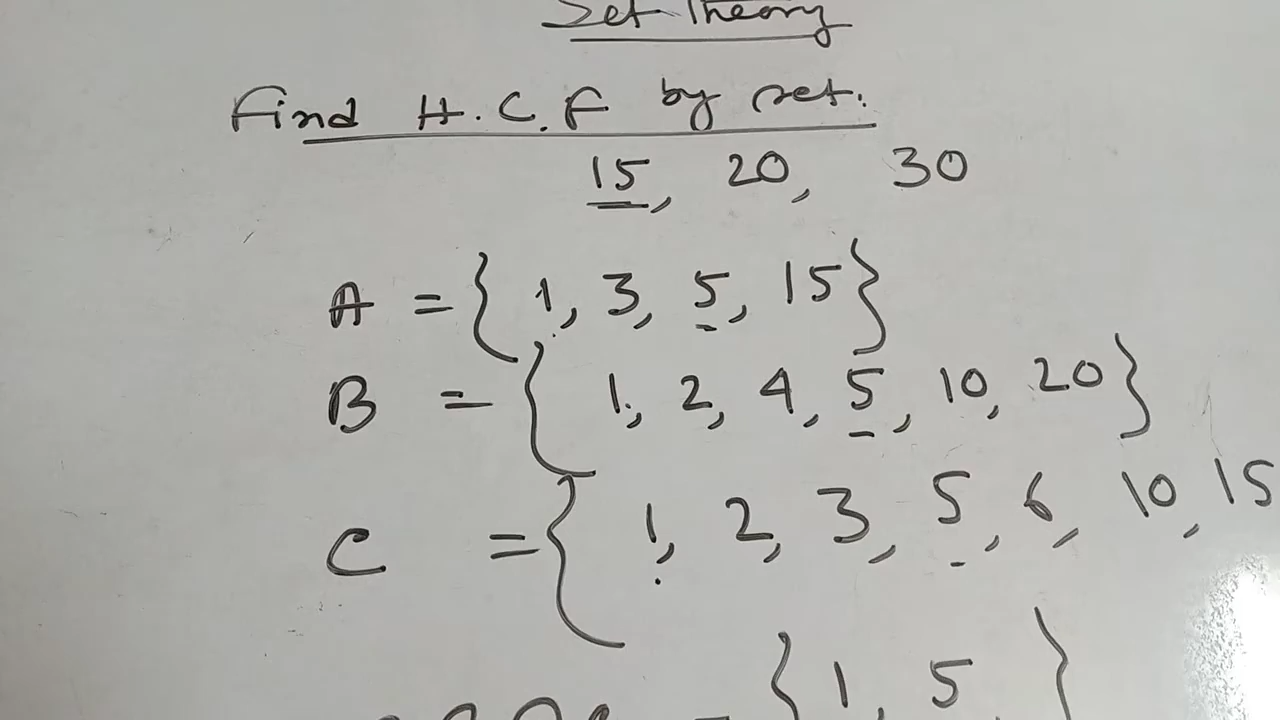 Set Theory
Find H.C.F by set.
15, 20, 30
A = { 1, 3, 5, 15 }
B = { 1, 2, 4, 5, 10, 20 }
C = { 1, 2, 3, 5, 6, 10, 15
= { 1, 5 }